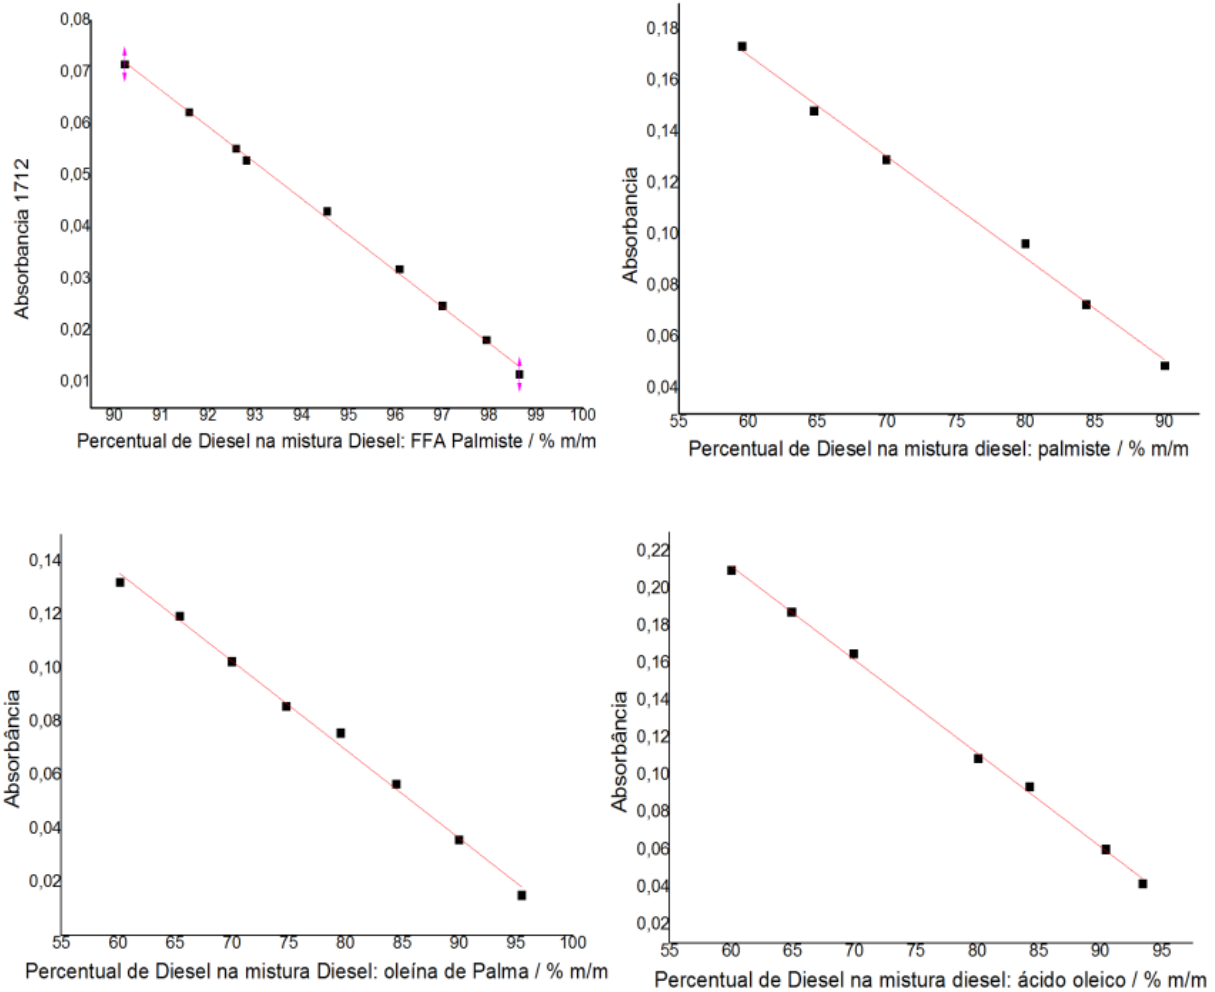 0,08
0,07
0,06
0,05
0,04
0,03
0,02
0,01
Absorbancia 1712
90 91 92 93 94 95 96 97 98 99 100
Percentual de Diesel na mistura Diesel: FFA Palmiste / % m/m
0,18
0,16
0,14
0,12
0,10
0,08
0,06
0,04
Absorbancia
55 60 65 70 75 80 85 90
Percentual de Diesel na mistura diesel: palmiste / % m/m
0,14
0,12
0,10
0,08
0,06
0,04
0,02
Absorbância
55 60 65 70 75 80 85 90 95 100
Percentual de Diesel na mistura Diesel: oleína de Palma / % m/m
0,22
0,20
0,18
0,16
0,14
0,12
0,10
0,08
0,06
0,04
0,02
Absorbância
55 60 65 70 75 80 85 90 95
Percentual de Diesel na mistura diesel: ácido oleico / % m/m